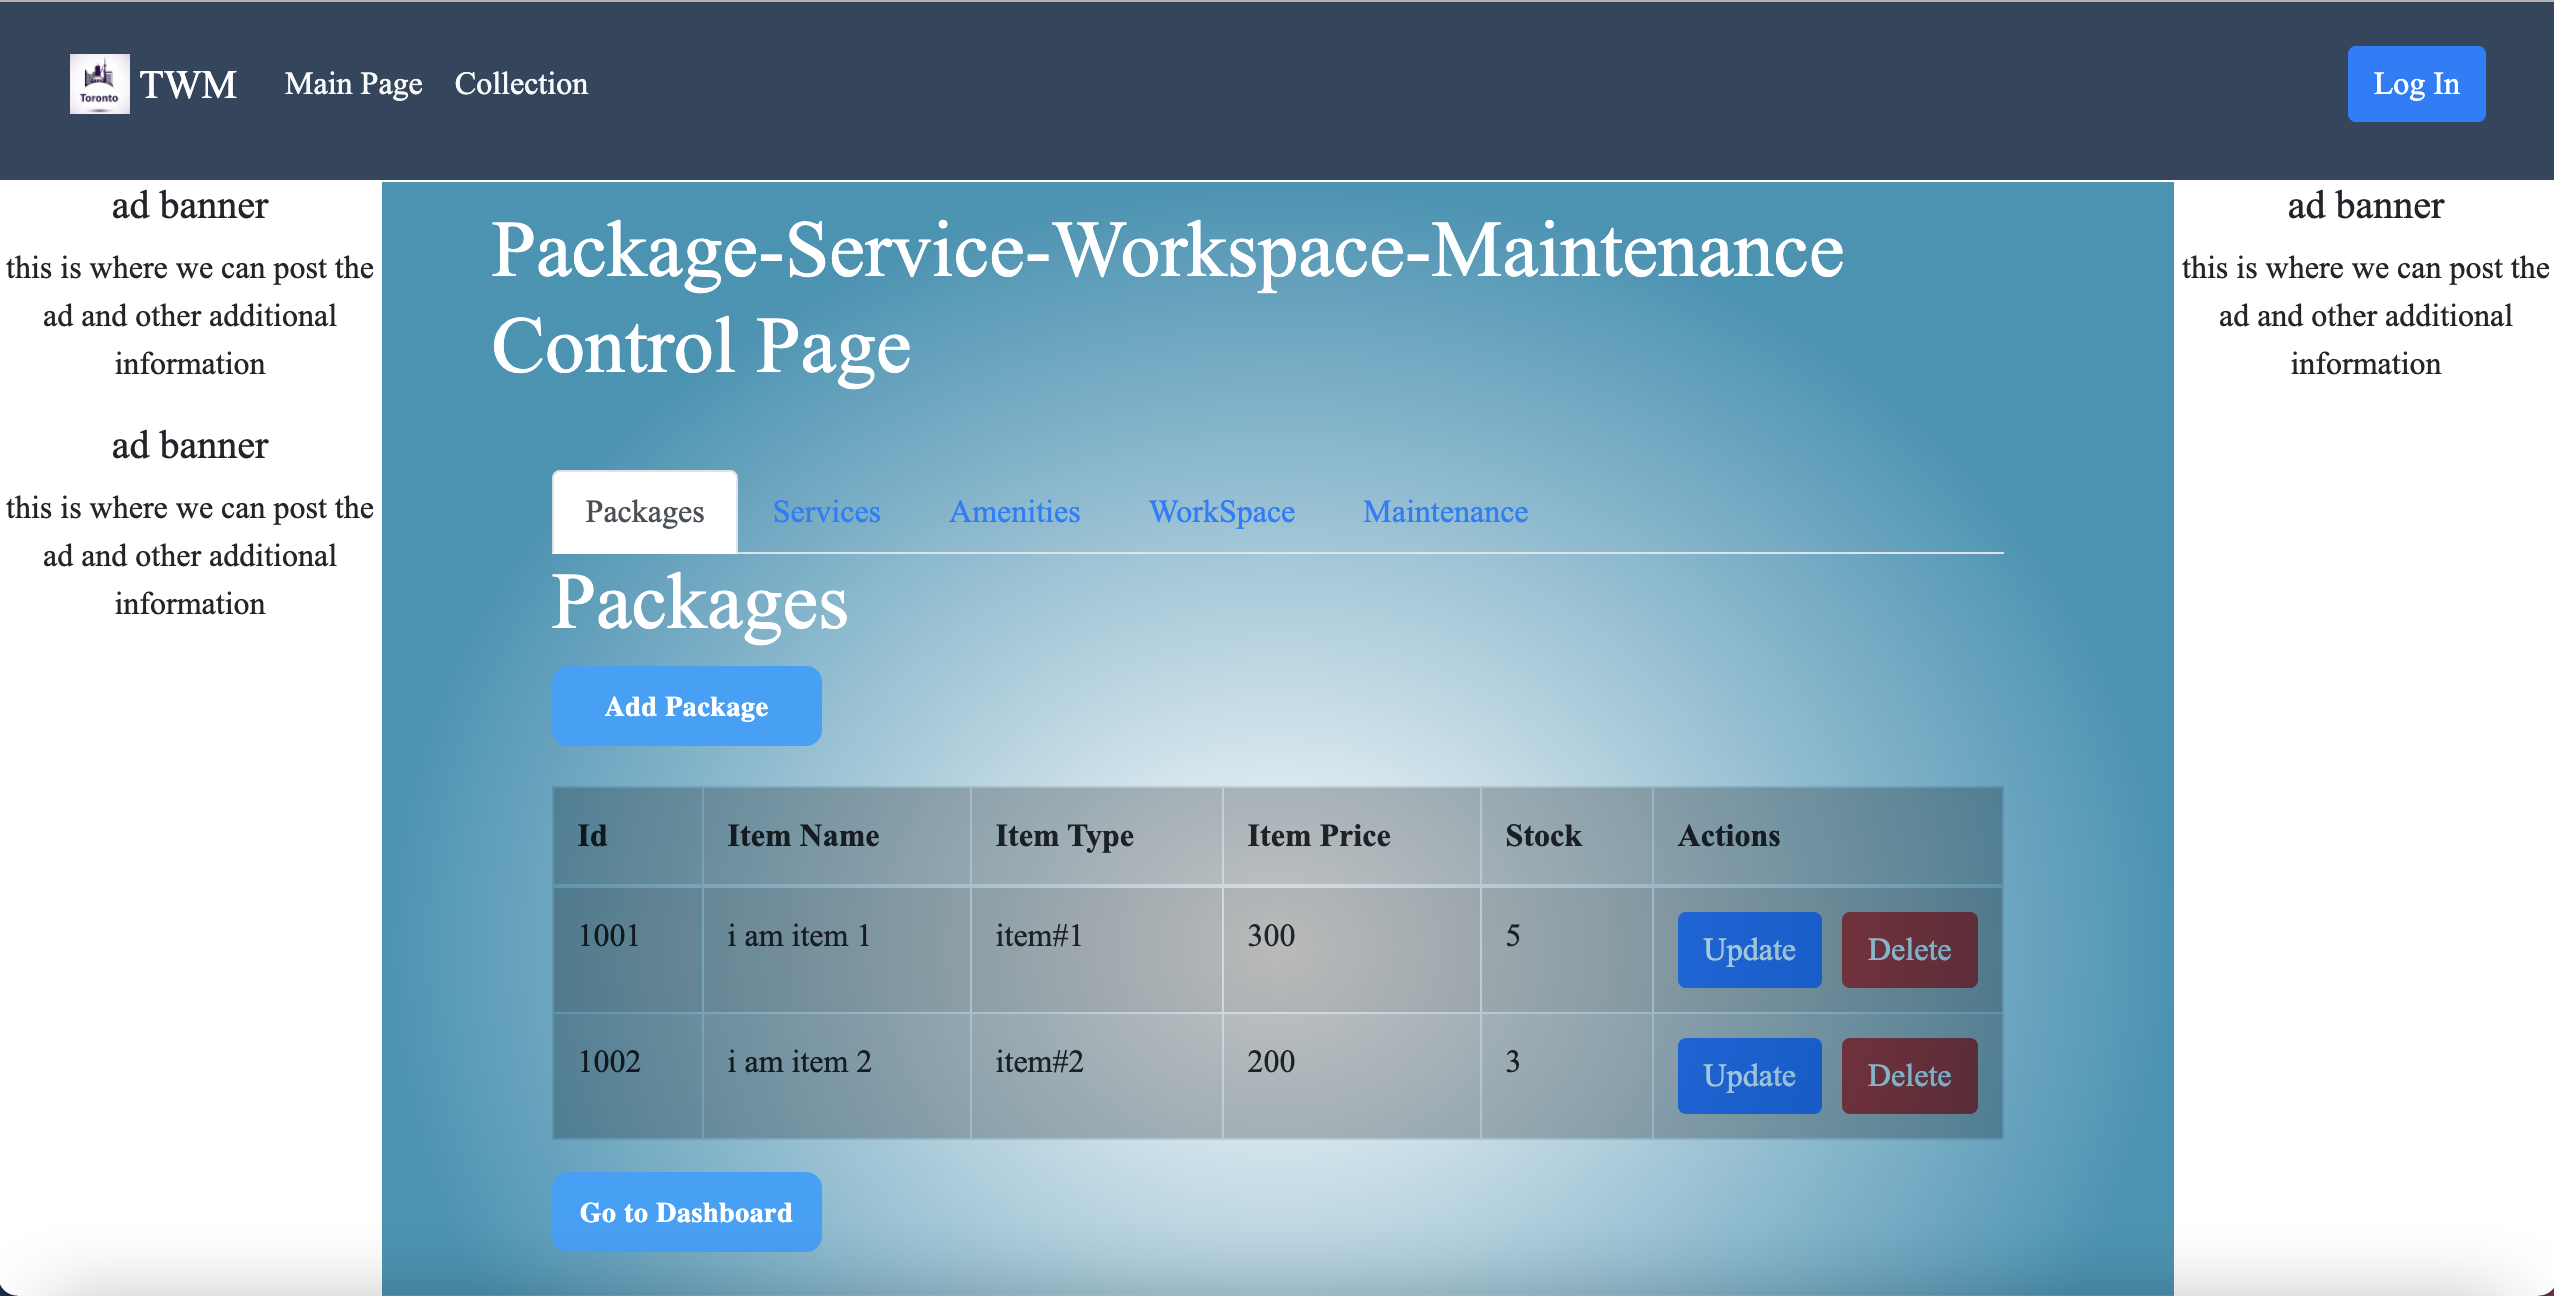 Toronto
TWM
Main Page
Collection
Log In
ad banner
this is where we can post the
ad and other additional
information
ad banner
this is where we can post the
ad and other additional
information
Package-Service-Workspace-Maintenance
Control Page
Packages
Services
Amenities
WorkSpace
Maintenance
Packages
Add Package
Id Item Name Item Type Item Price Stock Actions
1001 i am item 1 item#1 300 5 Update Delete
1002 i am item 2 item#2 200 3 Update Delete
Go to Dashboard
ad banner
this is where we can post the
ad and other additional
information